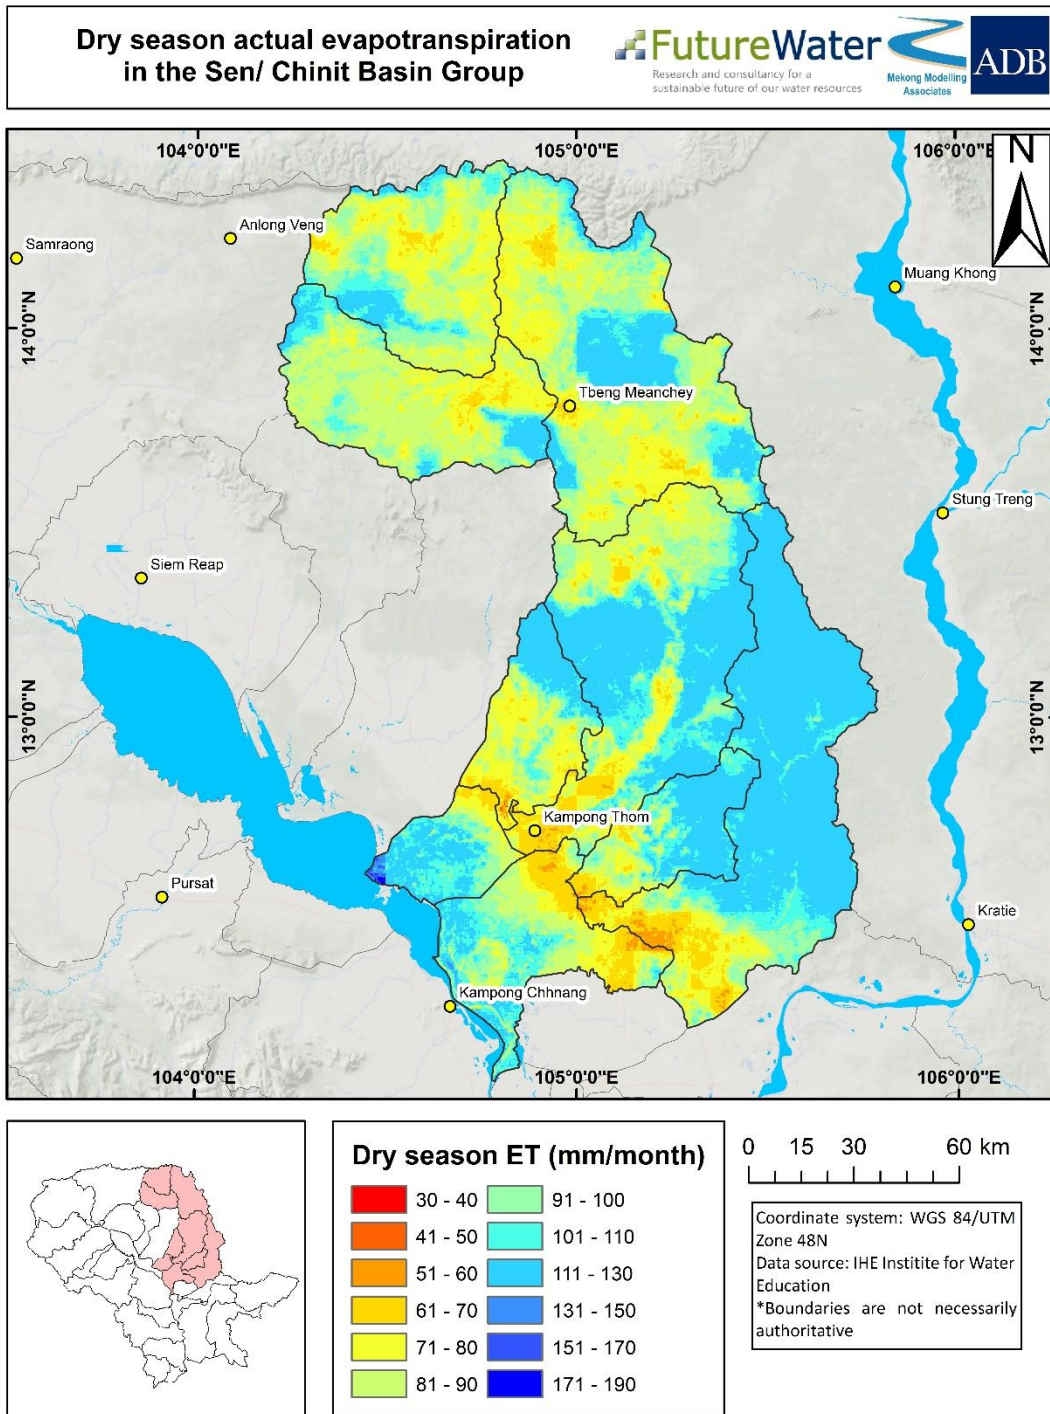 Dry season actual evapotranspiration
in the Sen/ Chinit Basin Group
FutureWater
Research and consultancy for a
sustainable future of our water resources
Mekong Modelling
Associates
ADB
104°0'0"E
105°0'0"E
106°0'0"E
N
Samraong
Anlong Veng
Muang Khong
14°0'0"N
14°0'0"N
Tbeng Meanchey
Stung Treng
Siem Reap
13°0'0"N
13°0'0"N
Kampong Thom
Pursat
Kratie
Kampong Chhnang
104°0'0"E
105°0'0"E
106°0'0"E
Dry season ET (mm/month)
30 - 40
41 - 50
51 - 60
61 - 70
71 - 80
81 - 90
91 - 100
101 - 110
111 - 130
131 - 150
151 - 170
171 - 190
0 15 30 60 km
Coordinate system: WGS 84/UTM
Zone 48N
Data source: IHE Institite for Water
Education
*Boundaries are not necessarily
authoritative